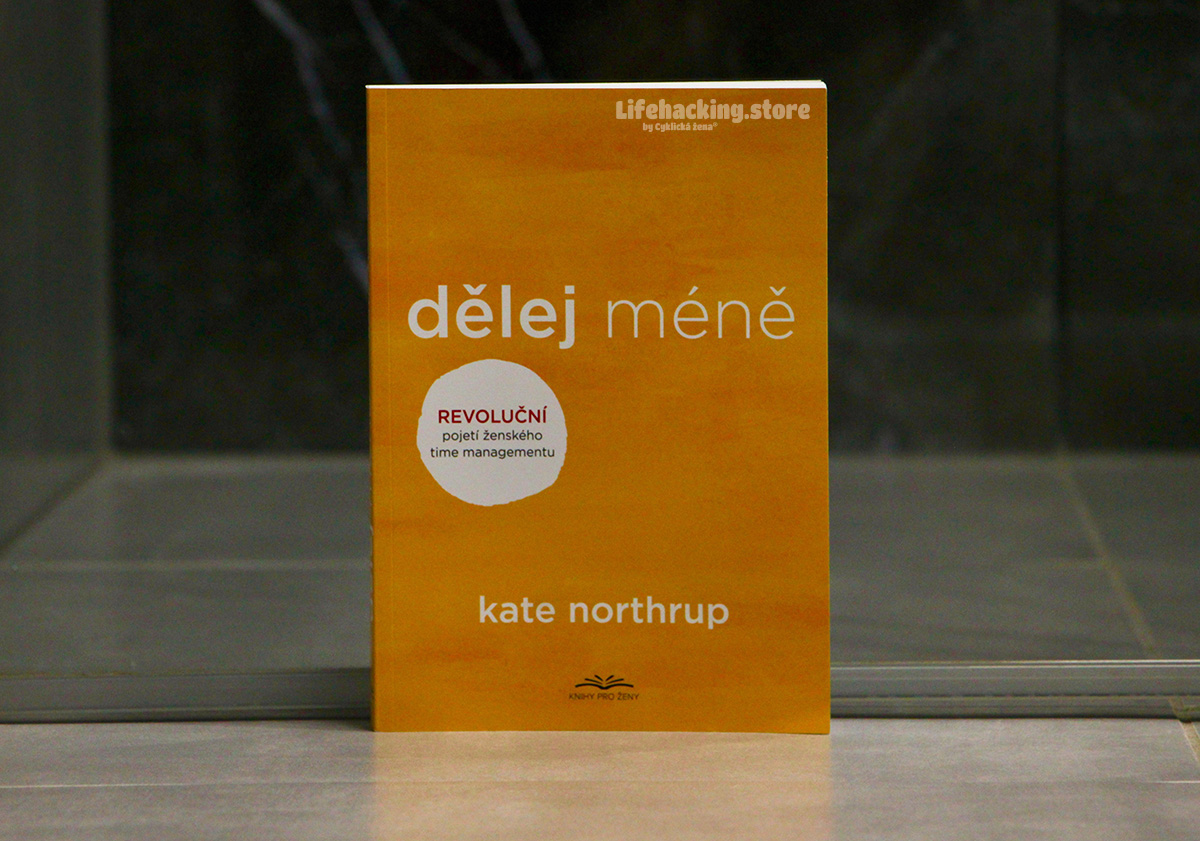 Lifehacking.store
by Cyklická žena®
dělej méně
REVOLUČNÍ
pojetí ženského
time managementu
kate northrup
KNIHY PRO ŽENY